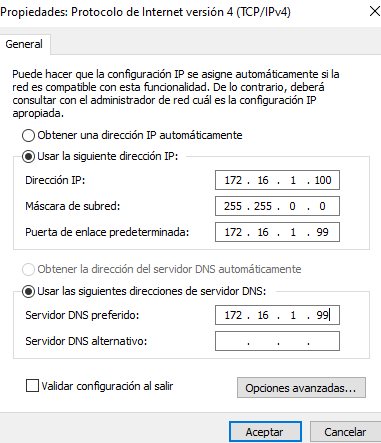 Propiedades: Protocolo de Internet versión 4 (TCP/IPv4)
General
Puede hacer que la configuración IP se asigne automáticamente si la
red es compatible con esta funcionalidad. De lo contrario, deberá
consultar con el administrador de red cuál es la configuración IP
apropiada.
Obtener una dirección IP automáticamente
Usar la siguiente dirección IP:
Dirección IP: 172 . 16 . 1 . 100
Máscara de subred: 255 . 255 . 0 . 0
Puerta de enlace predeterminada: 172 . 16 . 1 . 99
Obtener la dirección del servidor DNS automáticamente
Usar las siguientes direcciones de servidor DNS:
Servidor DNS preferido: 172 . 16 . 1 . 99
Servidor DNS alternativo: . . .
Validar configuración al salir
Opciones avanzadas...
Aceptar Cancelar